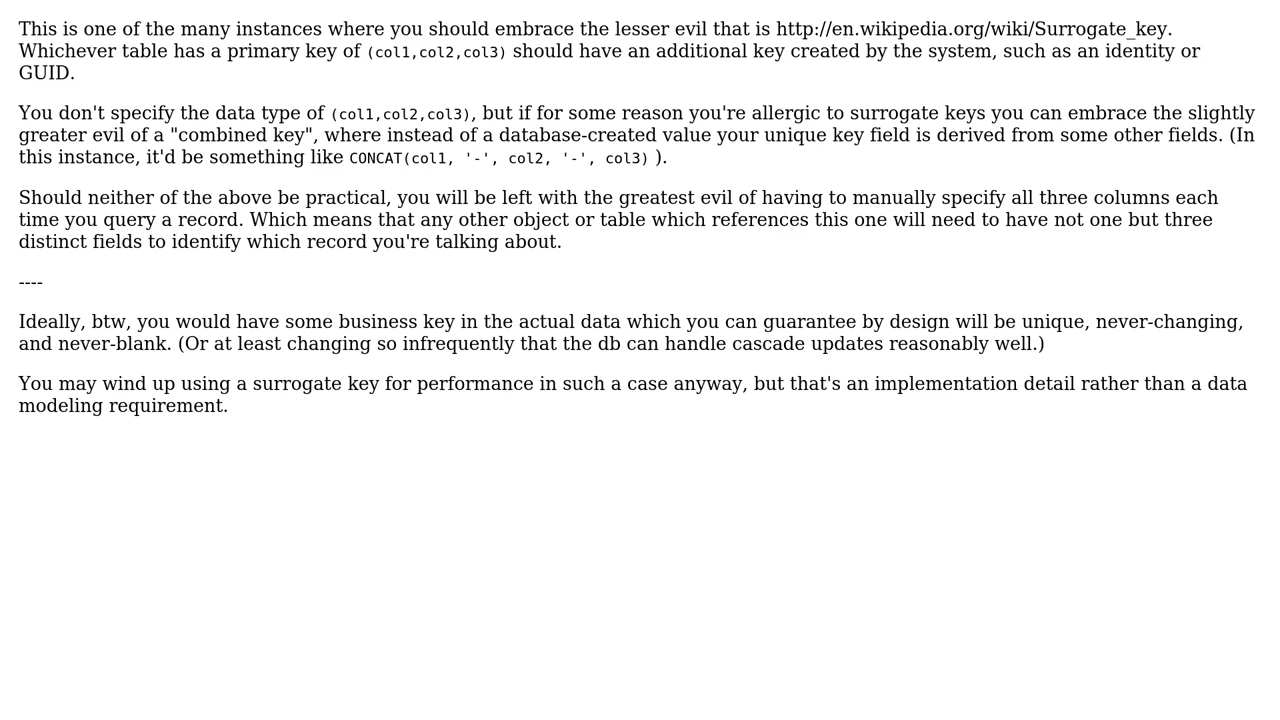 This is one of the many instances where you should embrace the lesser evil that is http://en.wikipedia.org/wiki/Surrogate_key.
Whichever table has a primary key of (col1,col2,col3) should have an additional key created by the system, such as an identity or
GUID.
You don't specify the data type of (col1,col2,col3), but if for some reason you're allergic to surrogate keys you can embrace the slightly
greater evil of a "combined key", where instead of a database-created value your unique key field is derived from some other fields. (In
this instance, it'd be something like CONCAT(col1, '-', col2, '-', col3) ).
Should neither of the above be practical, you will be left with the greatest evil of having to manually specify all three columns each
time you query a record. Which means that any other object or table which references this one will need to have not one but three
distinct fields to identify which record you're talking about.
----
Ideally, btw, you would have some business key in the actual data which you can guarantee by design will be unique, never-changing,
and never-blank. (Or at least changing so infrequently that the db can handle cascade updates reasonably well.)
You may wind up using a surrogate key for performance in such a case anyway, but that's an implementation detail rather than a data
modeling requirement.